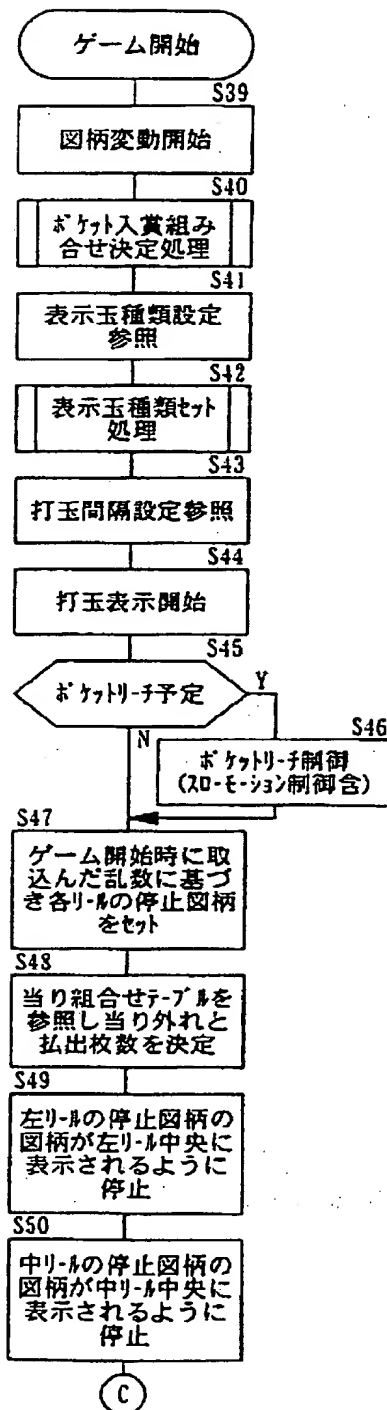 ゲーム開始
S39
図柄変動開始
S40
ポケット入賞組み
合せ決定処理
S41
表示玉種類設定
参照
S42
表示玉種類セット
処理
S43
打玉間隔設定参照
S44
打玉表示開始
S45
ポケットリーチ予定
Y
N
S46
ポケットリーチ制御
(スローモーション制御含)
S47
ゲーム開始時に取
込んだ乱数に基づ
き各リールの停止図柄
をセット
S48
当り組合せテーブルを
参照し当り外れと
払出枚数を決定
S49
左リールの停止図柄の
図柄が左リール中央に
表示されるように
停止
S50
中リールの停止図柄の
図柄が中リール中央に
表示されるように
停止
C